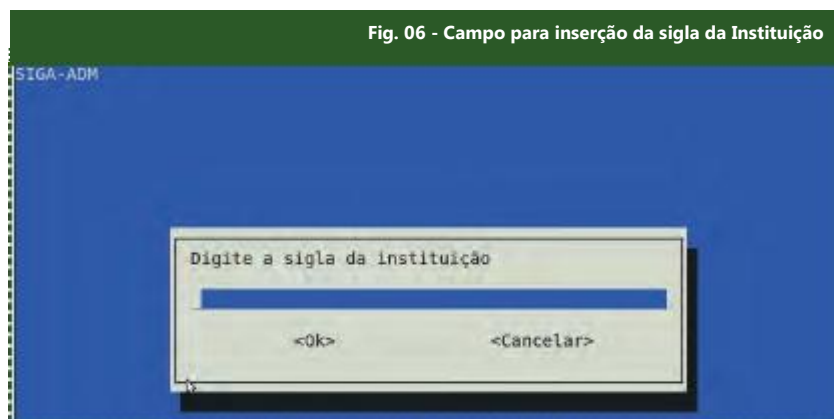 Fig. 06 - Campo para inserção da sigla da Instituição
SIGA-ADM
Digite a sigla da instituição
<Ok> <Cancelar>